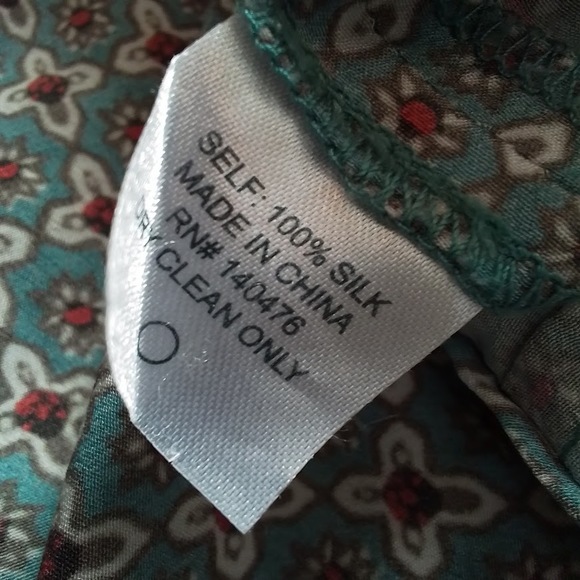 SELF: 100% SILK
MADE IN CHINA
RN# 140476
DRY CLEAN ONLY